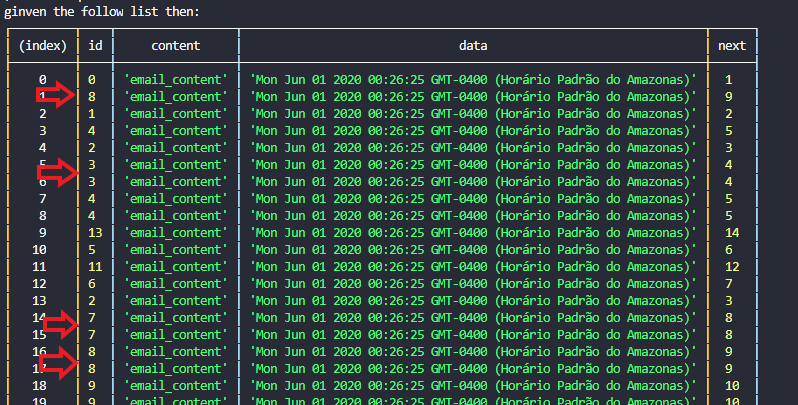 ginven the follow list then:
(index) id content data next
0 0 'email_content' 'Mon Jun 01 2020 00:26:25 GMT-0400 (Horário Padrão do Amazonas)' 1
1 8 'email_content' 'Mon Jun 01 2020 00:26:25 GMT-0400 (Horário Padrão do Amazonas)' 9
2 1 'email_content' 'Mon Jun 01 2020 00:26:25 GMT-0400 (Horário Padrão do Amazonas)' 2
3 4 'email_content' 'Mon Jun 01 2020 00:26:25 GMT-0400 (Horário Padrão do Amazonas)' 5
4 2 'email_content' 'Mon Jun 01 2020 00:26:25 GMT-0400 (Horário Padrão do Amazonas)' 3
5 3 'email_content' 'Mon Jun 01 2020 00:26:25 GMT-0400 (Horário Padrão do Amazonas)' 4
6 3 'email_content' 'Mon Jun 01 2020 00:26:25 GMT-0400 (Horário Padrão do Amazonas)' 4
7 4 'email_content' 'Mon Jun 01 2020 00:26:25 GMT-0400 (Horário Padrão do Amazonas)' 5
8 4 'email_content' 'Mon Jun 01 2020 00:26:25 GMT-0400 (Horário Padrão do Amazonas)' 5
9 13 'email_content' 'Mon Jun 01 2020 00:26:25 GMT-0400 (Horário Padrão do Amazonas)' 14
10 5 'email_content' 'Mon Jun 01 2020 00:26:25 GMT-0400 (Horário Padrão do Amazonas)' 6
11 11 'email_content' 'Mon Jun 01 2020 00:26:25 GMT-0400 (Horário Padrão do Amazonas)' 12
12 6 'email_content' 'Mon Jun 01 2020 00:26:25 GMT-0400 (Horário Padrão do Amazonas)' 7
13 2 'email_content' 'Mon Jun 01 2020 00:26:25 GMT-0400 (Horário Padrão do Amazonas)' 3
14 7 'email_content' 'Mon Jun 01 2020 00:26:25 GMT-0400 (Horário Padrão do Amazonas)' 8
15 7 'email_content' 'Mon Jun 01 2020 00:26:25 GMT-0400 (Horário Padrão do Amazonas)' 8
16 8 'email_content' 'Mon Jun 01 2020 00:26:25 GMT-0400 (Horário Padrão do Amazonas)' 9
17 8 'email_content' 'Mon Jun 01 2020 00:26:25 GMT-0400 (Horário Padrão do Amazonas)' 9
18 9 'email_content' 'Mon Jun 01 2020 00:26:25 GMT-0400 (Horário Padrão do Amazonas)' 10
19 9 'email_content' 'Mon Jun 01 2020 00:26:25 GMT-0400 (Horário Padrão do Amazonas)' 10